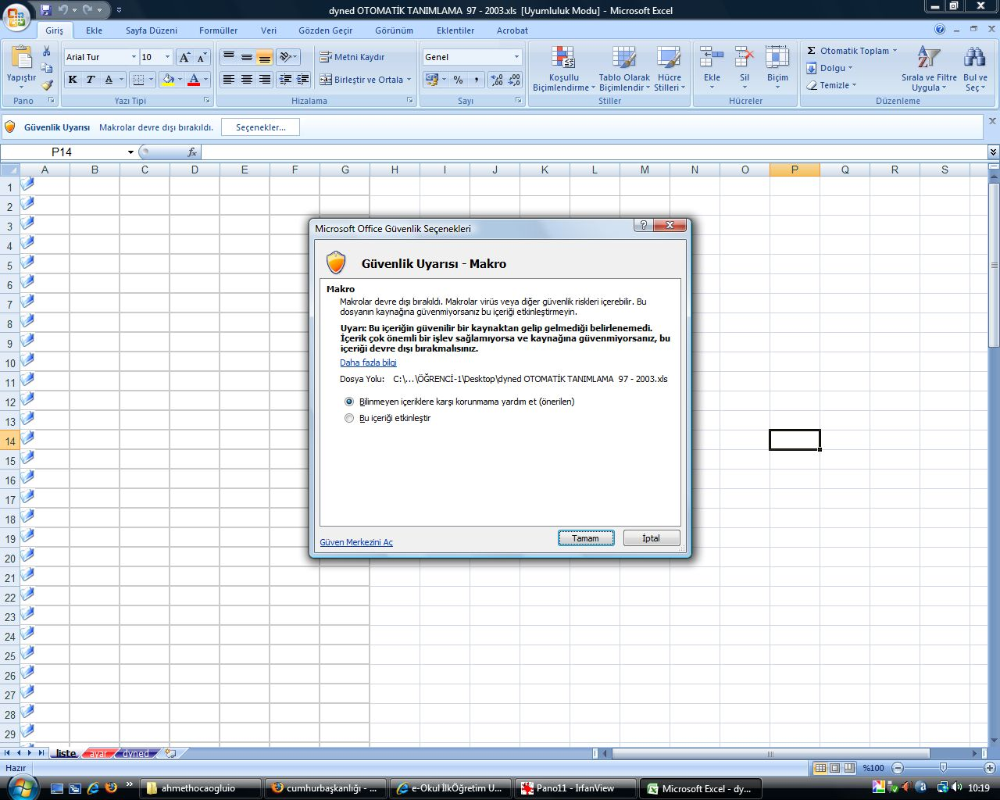 dyned OTOMATİK TANIMLAMA 97 - 2003.xls [Uyumluluk Modu] - Microsoft Excel
Giriş Ekle Sayfa Düzeni Formüller Veri Gözden Geçir Görünüm Eklentiler Acrobat
Yapıştır
Pano
Arial Tur 10
K T A
Yazı Tipi
Metni Kaydır
Birleştir ve Ortala
Hizalama
Genel
Sayı
Koşullu Biçimlendirme
Tablo Olarak Biçimlendir
Hücre Stilleri
Stiller
Ekle Sil Biçim
Hücreler
Σ Otomatik Toplam
Dolgu
Temizle
Sırala ve Filtre Uygula
Bul ve Seç
Düzenleme
Güvenlik Uyarısı Makrolar devre dışı bırakıldı. Seçenekler...
P14 fx
A B C D E F G H I J K L M N O P Q R S
1
2
3
4
5
6
7
8
9
10
11
12
13
14
15
16
17
18
19
20
21
22
23
24
25
26
27
28
29
Microsoft Office Güvenlik Seçenekleri
Güvenlik Uyarısı - Makro
Makro
Makrolar devre dışı bırakıldı. Makrolar virüs veya diğer güvenlik riskleri içerebilir. Bu
dosyanın kaynağına güvenmiyorsanız bu içeriği etkinleştirmeyin.
Uyarı: Bu içeriğin güvenilir bir kaynaktan gelip gelmediği belirlenemedi.
İçerik çok önemli bir işlev sağlamıyorsa ve kaynağına güvenmiyorsanız, bu
içeriği devre dışı bırakmalısınız.
Daha fazla bilgi
Dosya Yolu: C:\...\ÖĞRENCİ-1\Desktop\dyned OTOMATİK TANIMLAMA 97 - 2003.xls
Bilinmeyen içeriklere karşı korunmama yardım et (önerilen)
Bu içeriği etkinleştir
Güven Merkezini Aç Tamam İptal
liste ayar dyned
Hazır %100
ahmethocaogluio cumhurbaşkanlığı - ... e-Okul İlkÖğretim U... Pano11 - IrfanView Microsoft Excel - dy... 10:19